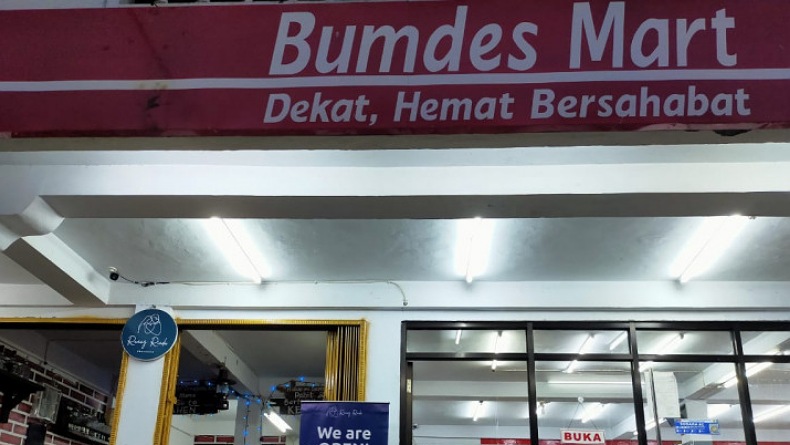 Bumdes Mart
Dekat, Hemat Bersahabat
We are
BUKA